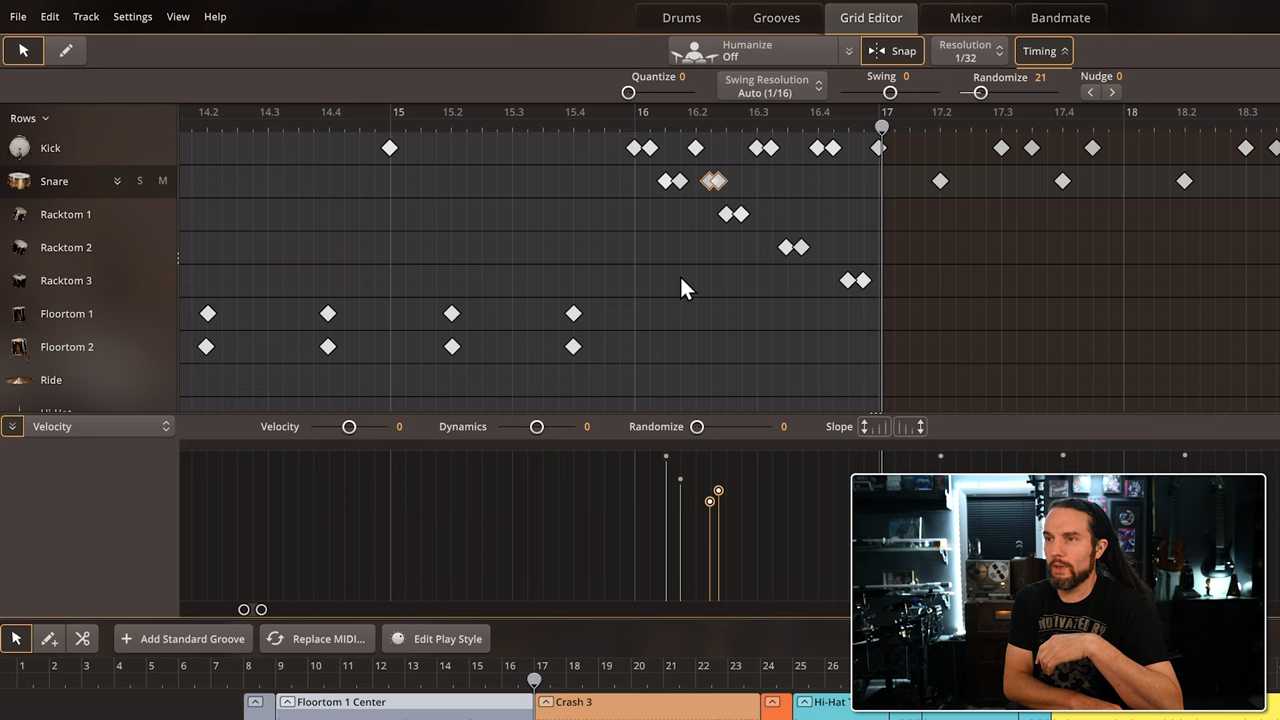 File Edit Track Settings View Help
Drums Grooves Grid Editor Mixer Bandmate
Humanize
Off
Snap
Resolution
1/32
Timing
Quantize 0
Swing Resolution
Auto (1/16)
Swing 0
Randomize 21
Nudge 0
Rows
14.2 14.3 14.4 15 15.2 15.3 15.4 16 16.2 16.3 16.4 17 17.2 17.3 17.4 18 18.2 18.3
Kick
Snare S M
Racktom 1
Racktom 2
Racktom 3
Floortom 1
Floortom 2
Ride
Velocity
Velocity 0
Dynamics 0
Randomize 0
Slope
Add Standard Groove
Replace MIDI...
Edit Play Style
1 2 3 4 5 6 7 8 9 10 11 12 13 14 15 16 17 18 19 20 21 22 23 24 25 26
Floortom 1 Center
Crash 3
Hi-Hat